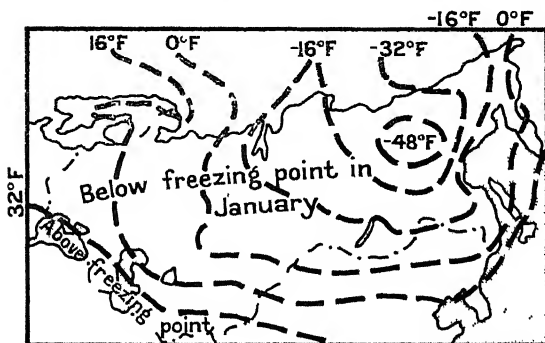 -16°F 0°F
16°F 0°F -16°F -32°F
-48°F
Below freezing point in
January
32°F
Above freezing
point